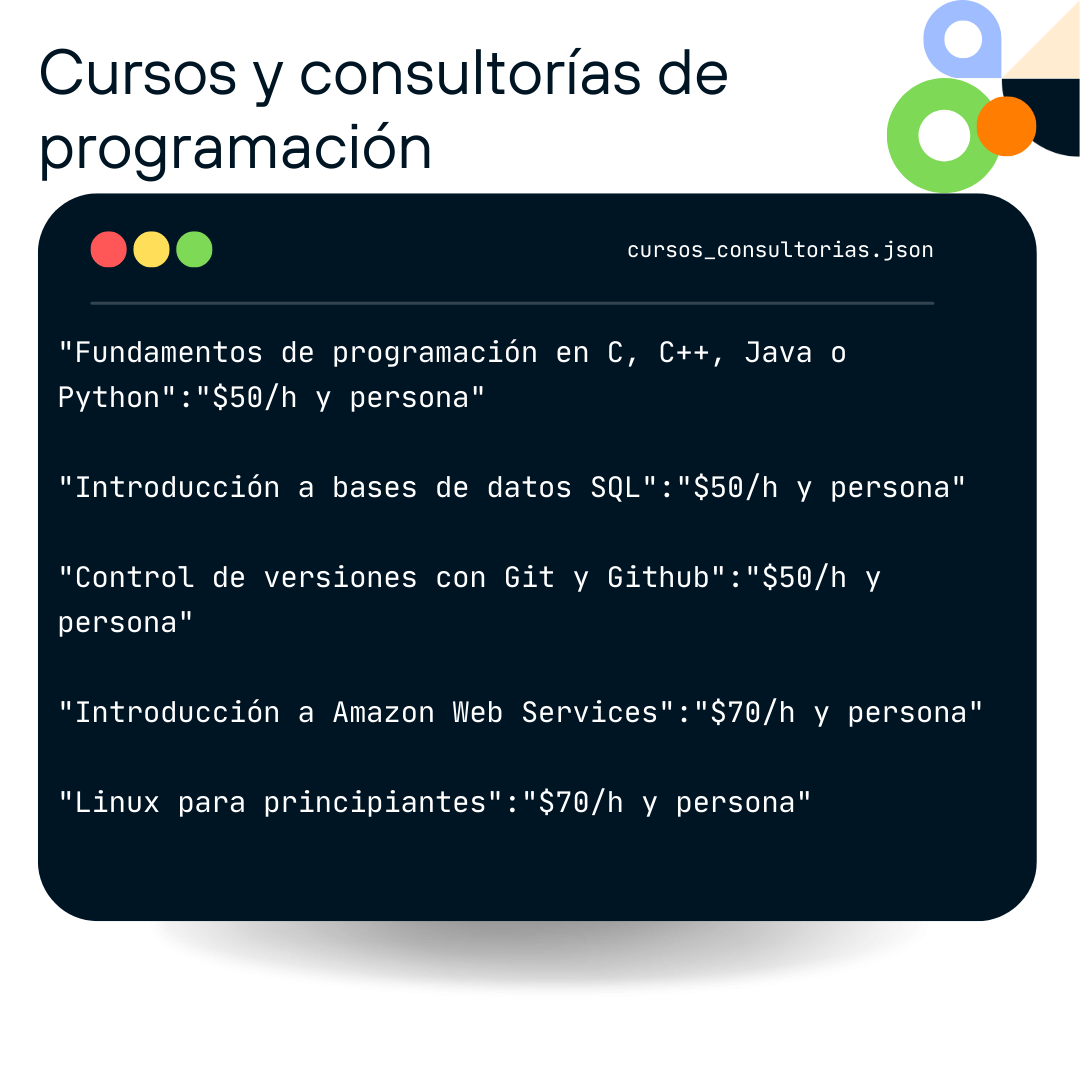 Cursos y consultorías de
programación
cursos_consultorias.json
"Fundamentos de programación en C, C++, Java o
Python":"$50/h y persona"
"Introducción a bases de datos SQL":"$50/h y persona"
"Control de versiones con Git y Github":"$50/h y
persona"
"Introducción a Amazon Web Services":"$70/h y persona"
"Linux para principiantes":"$70/h y persona"